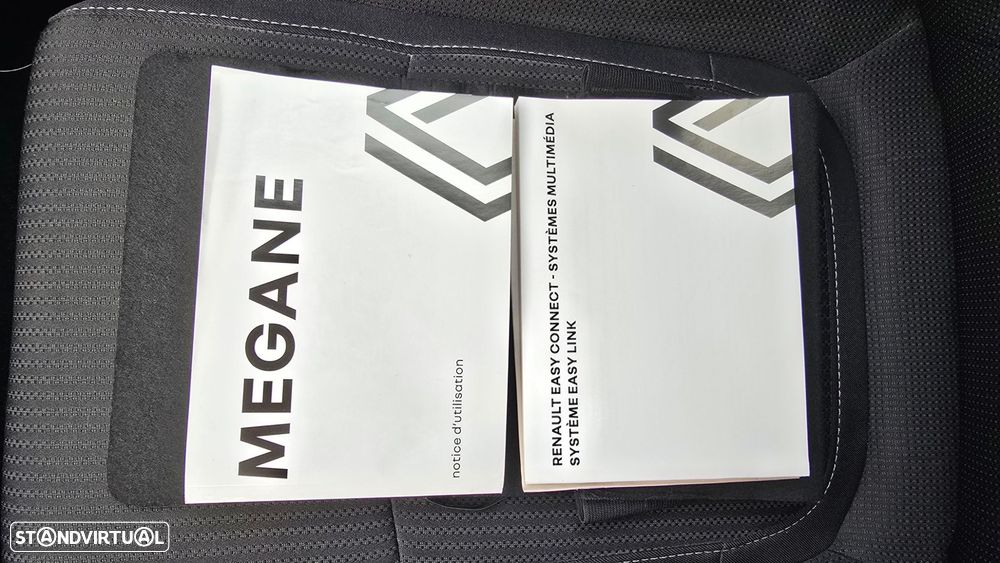 MEGANE
notice d'utilisation
RENAULT EASY CONNECT - SYSTÈMES MULTIMÉDIA
SYSTÈME EASY LINK
STANDVIRTUAL